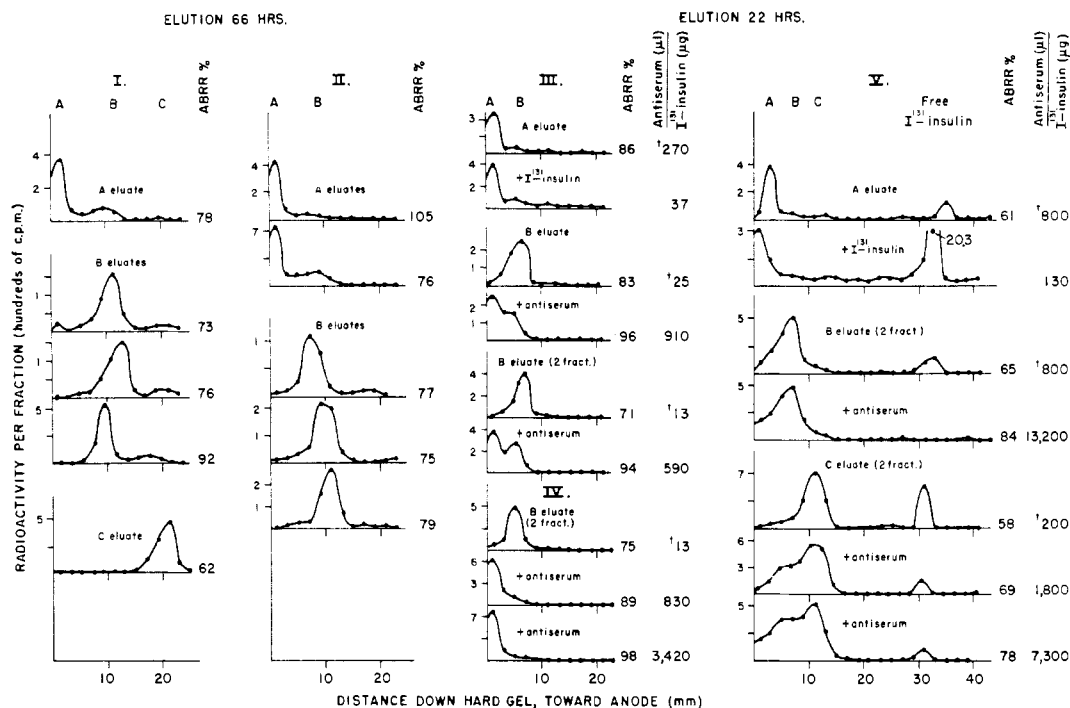 ELUTION 66 HRS.
ELUTION 22 HRS.
RADIOACTIVITY PER FRACTION (hundreds of c.p.m.)
I.
ABRR %
A B C
4
2
A eluate
78
B eluates
1
73
1
76
5
92
C eluate
5
62
10 20
II.
ABRR %
A B
4
2
A eluates
105
7
76
B eluates
1
77
2
1
75
2
1
79
10 20
III.
ABRR %
Antiserum (µl)
I131-insulin (µg)
A B
3
A eluate
86 †270
4
2
+ I131-insulin
37
B eluate
2
1
83 †25
+ antiserum
2
1
96 910
B eluate (2 fract.)
4
2
71 †13
+ antiserum
4
2
94 590
IV.
B eluate
(2 fract.)
5
75 †13
6
3
+ antiserum
89 830
7
+ antiserum
98 3,420
10 20
V.
ABRR %
Antiserum (µl)
I131-insulin (µg)
A B C
Free
I131-insulin
4
2
A eluate
61 †800
3
+ I131-insulin
203
130
5
B eluate (2 fract.)
65 †800
5
+ antiserum
84 13,200
C eluate (2 fract.)
7
58 †200
6
3
+ antiserum
69 1,800
5
+ antiserum
78 7,300
10 20 30 40
DISTANCE DOWN HARD GEL, TOWARD ANODE (mm)